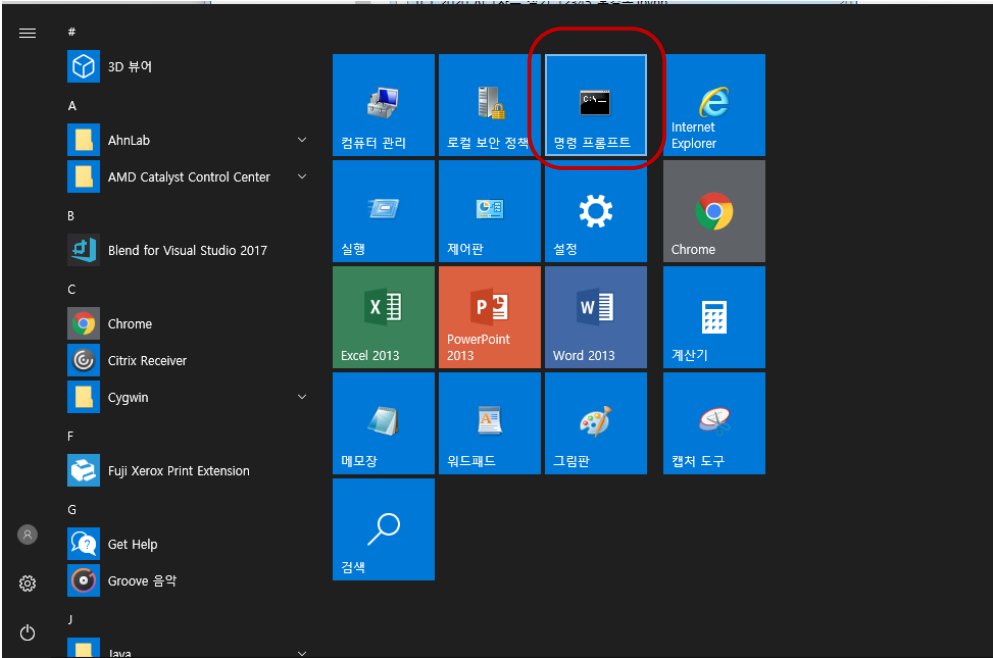 #
3D 뷰어
A
AhnLab
AMD Catalyst Control Center
B
Blend for Visual Studio 2017
C
Chrome
Citrix Receiver
Cygwin
F
Fuji Xerox Print Extension
G
Get Help
Groove 음악
J
Java
컴퓨터 관리
로컬 보안 정책
C:\_
명령 프롬프트
Internet
Explorer
실행
제어판
설정
Chrome
Excel 2013
PowerPoint
2013
Word 2013
계산기
메모장
워드패드
그림판
캡처 도구
검색